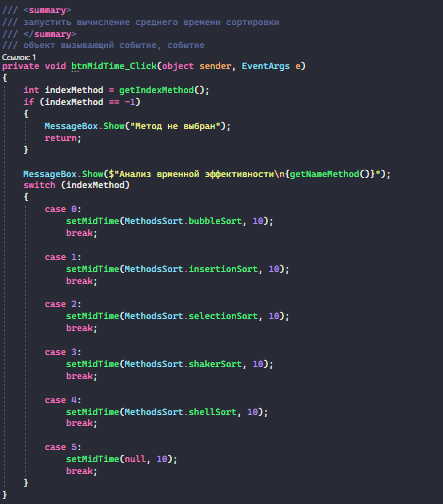 /// <summary>
/// запустить вычисление среднего времени сортировки
/// </summary>
/// объект вызывающий событие, событие
Ссылок: 1
private void btnMidTime_Click(object sender, EventArgs e)
{
int indexMethod = getIndexMethod();
if (indexMethod == -1)
{
MessageBox.Show("Метод не выбран");
return;
}
MessageBox.Show($"Анализ врменной эффективности\n{getNameMethod()}");
switch (indexMethod)
{
case 0:
setMidTime(MethodsSort.bubbleSort, 10);
break;
case 1:
setMidTime(MethodsSort.insertionSort, 10);
break;
case 2:
setMidTime(MethodsSort.selectionSort, 10);
break;
case 3:
setMidTime(MethodsSort.shakerSort, 10);
break;
case 4:
setMidTime(MethodsSort.shellSort, 10);
break;
case 5:
setMidTime(null, 10);
break;
}
}